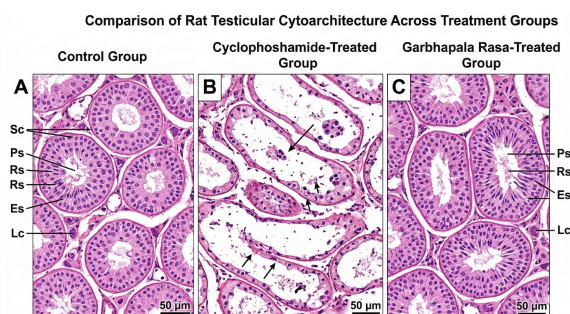 Comparison of Rat Testicular Cytoarchitecture Across Treatment Groups
Control Group
Cyclophoshamide-Treated
Group
Garbhapala Rasa-Treated
Group
A
B
C
Sc
Ps
Rs
Rs
Es
Lc
Ps
Rs
Es
Lc
50 µm
50 µm
50 µm